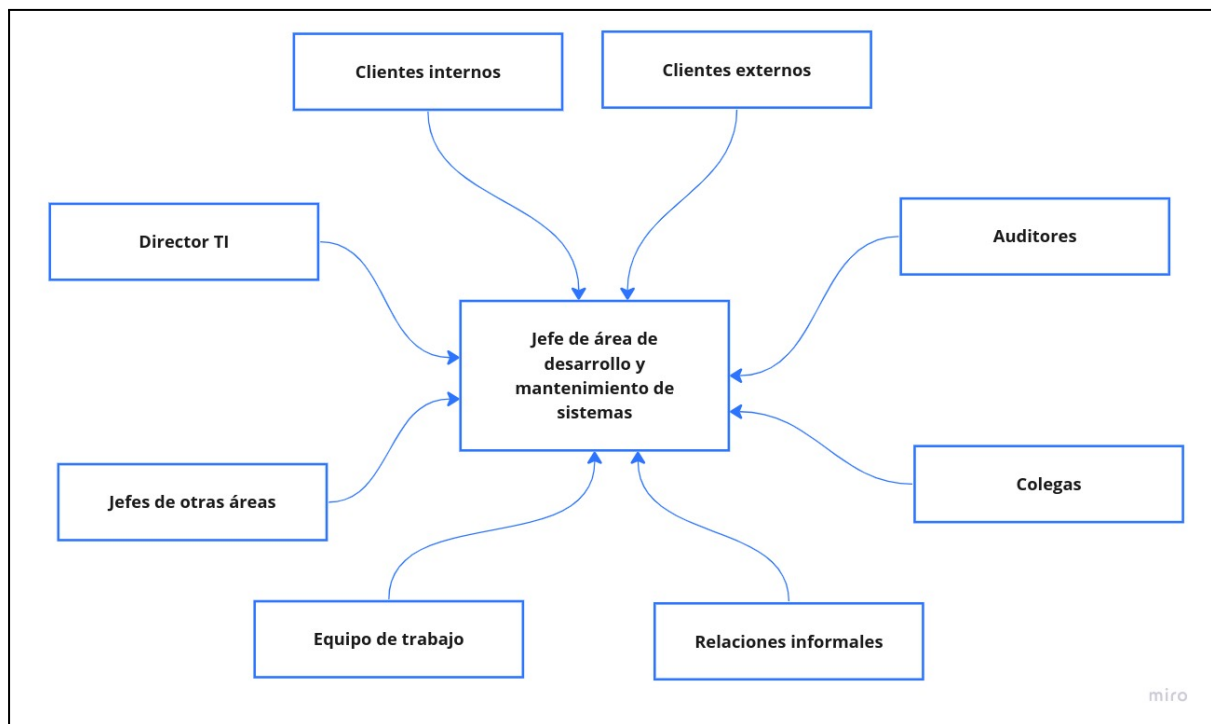 Clientes internos
Clientes externos
Director TI
Auditores
Jefe de área de
desarrollo y
mantenimiento de
sistemas
Jefes de otras áreas
Colegas
Equipo de trabajo
Relaciones informales
miro